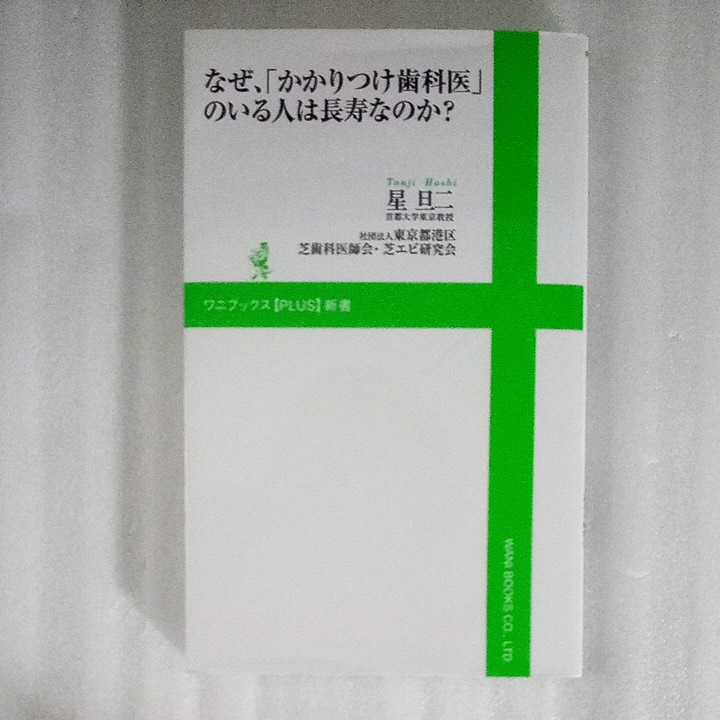 なぜ、「かかりつけ歯科医」
のいる人は長寿なのか?
Tanji Hoshi
星 旦二
首都大学東京教授
社団法人東京都港区
芝歯科医師会・芝エビ研究会
ワニブックス【PLUS】新書
WANI BOOKS CO., LTD